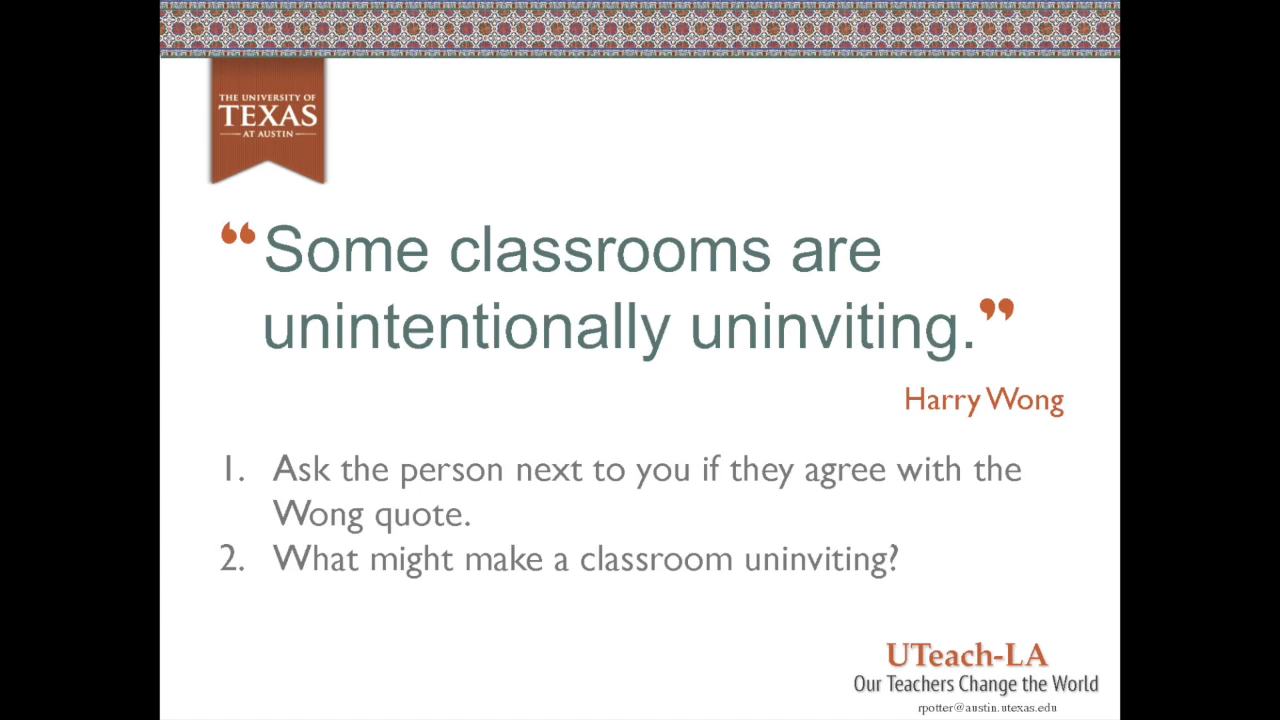 THE UNIVERSITY OF
TEXAS
AT AUSTIN
“Some classrooms are
unintentionally uninviting.”
Harry Wong
1. Ask the person next to you if they agree with the
Wong quote.
2. What might make a classroom uninviting?
UTeach-LA
Our Teachers Change the World
rpotter@austin.utexas.edu